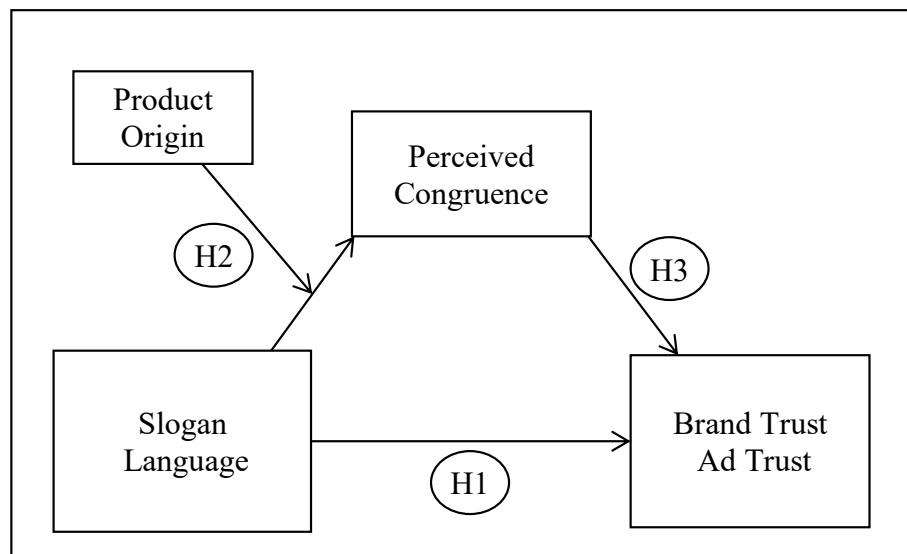 Product
Origin
Perceived
Congruence
H2
H3
Slogan
Language
Brand Trust
Ad Trust
H1